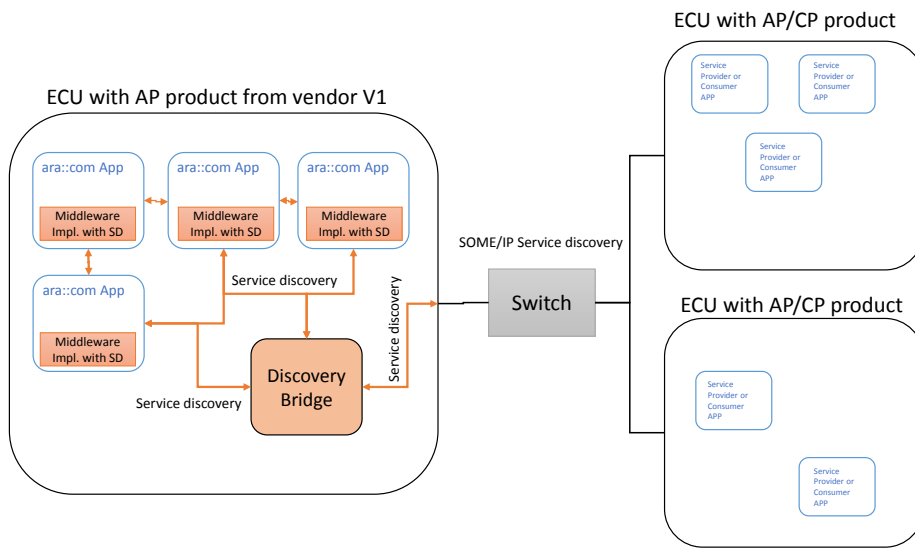 ECU with AP product from vendor V1
ara::com App
Middleware
Impl. with SD
ara::com App
Middleware
Impl. with SD
ara::com App
Middleware
Impl. with SD
ara::com App
Middleware
Impl. with SD
Service discovery
Service discovery
Service discovery
Discovery
Bridge
SOME/IP Service discovery
Switch
ECU with AP/CP product
Service
Provider or
Consumer
APP
Service
Provider or
Consumer
APP
Service
Provider or
Consumer
APP
ECU with AP/CP product
Service
Provider or
Consumer
APP
Service
Provider or
Consumer
APP